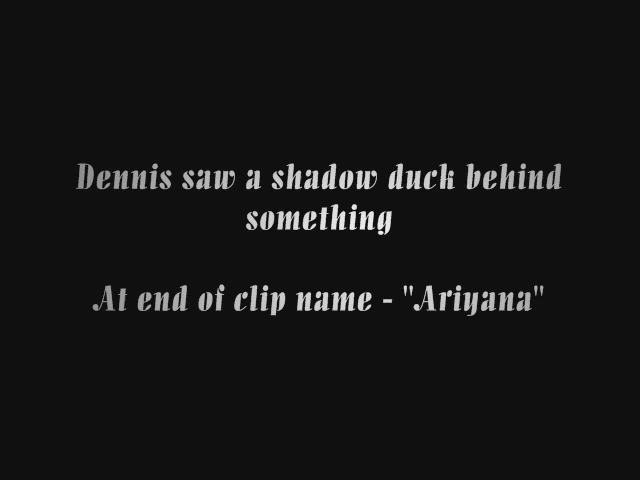 Dennis saw a shadow duck behind
something
At end of clip name - "Ariyana"